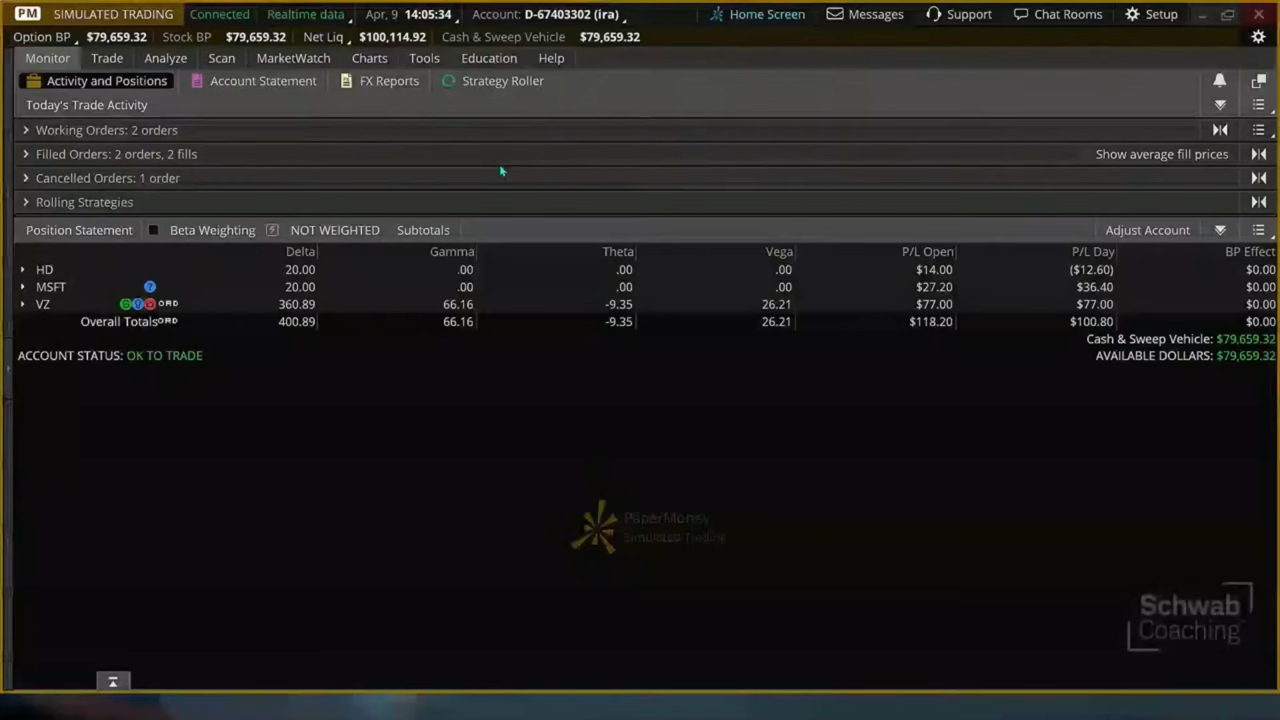 PM SIMULATED TRADING Connected Realtime data Apr, 9 14:05:34 Account: D-67403302 (ira) Home Screen Messages Support Chat Rooms Setup
Option BP $79,659.32 Stock BP $79,659.32 Net Liq $100,114.92 Cash & Sweep Vehicle $79,659.32
Monitor Trade Analyze Scan MarketWatch Charts Tools Education Help
Activity and Positions Account Statement FX Reports Strategy Roller
Today's Trade Activity
Working Orders: 2 orders
Filled Orders: 2 orders, 2 fills Show average fill prices
Cancelled Orders: 1 order
Rolling Strategies
Position Statement Beta Weighting NOT WEIGHTED Subtotals Adjust Account
Delta Gamma Theta Vega P/L Open P/L Day BP Effect
HD 20.00 .00 .00 .00 $14.00 ($12.60) $0.00
MSFT ? 20.00 .00 .00 .00 $27.20 $36.40 $0.00
VZ ORD 360.89 66.16 -9.35 26.21 $77.00 $77.00 $0.00
Overall Totals ORD 400.89 66.16 -9.35 26.21 $118.20 $100.80 $0.00
Cash & Sweep Vehicle: $79,659.32
ACCOUNT STATUS: OK TO TRADE AVAILABLE DOLLARS: $79,659.32
PaperMoney
Simulated Trading
Schwab
Coaching